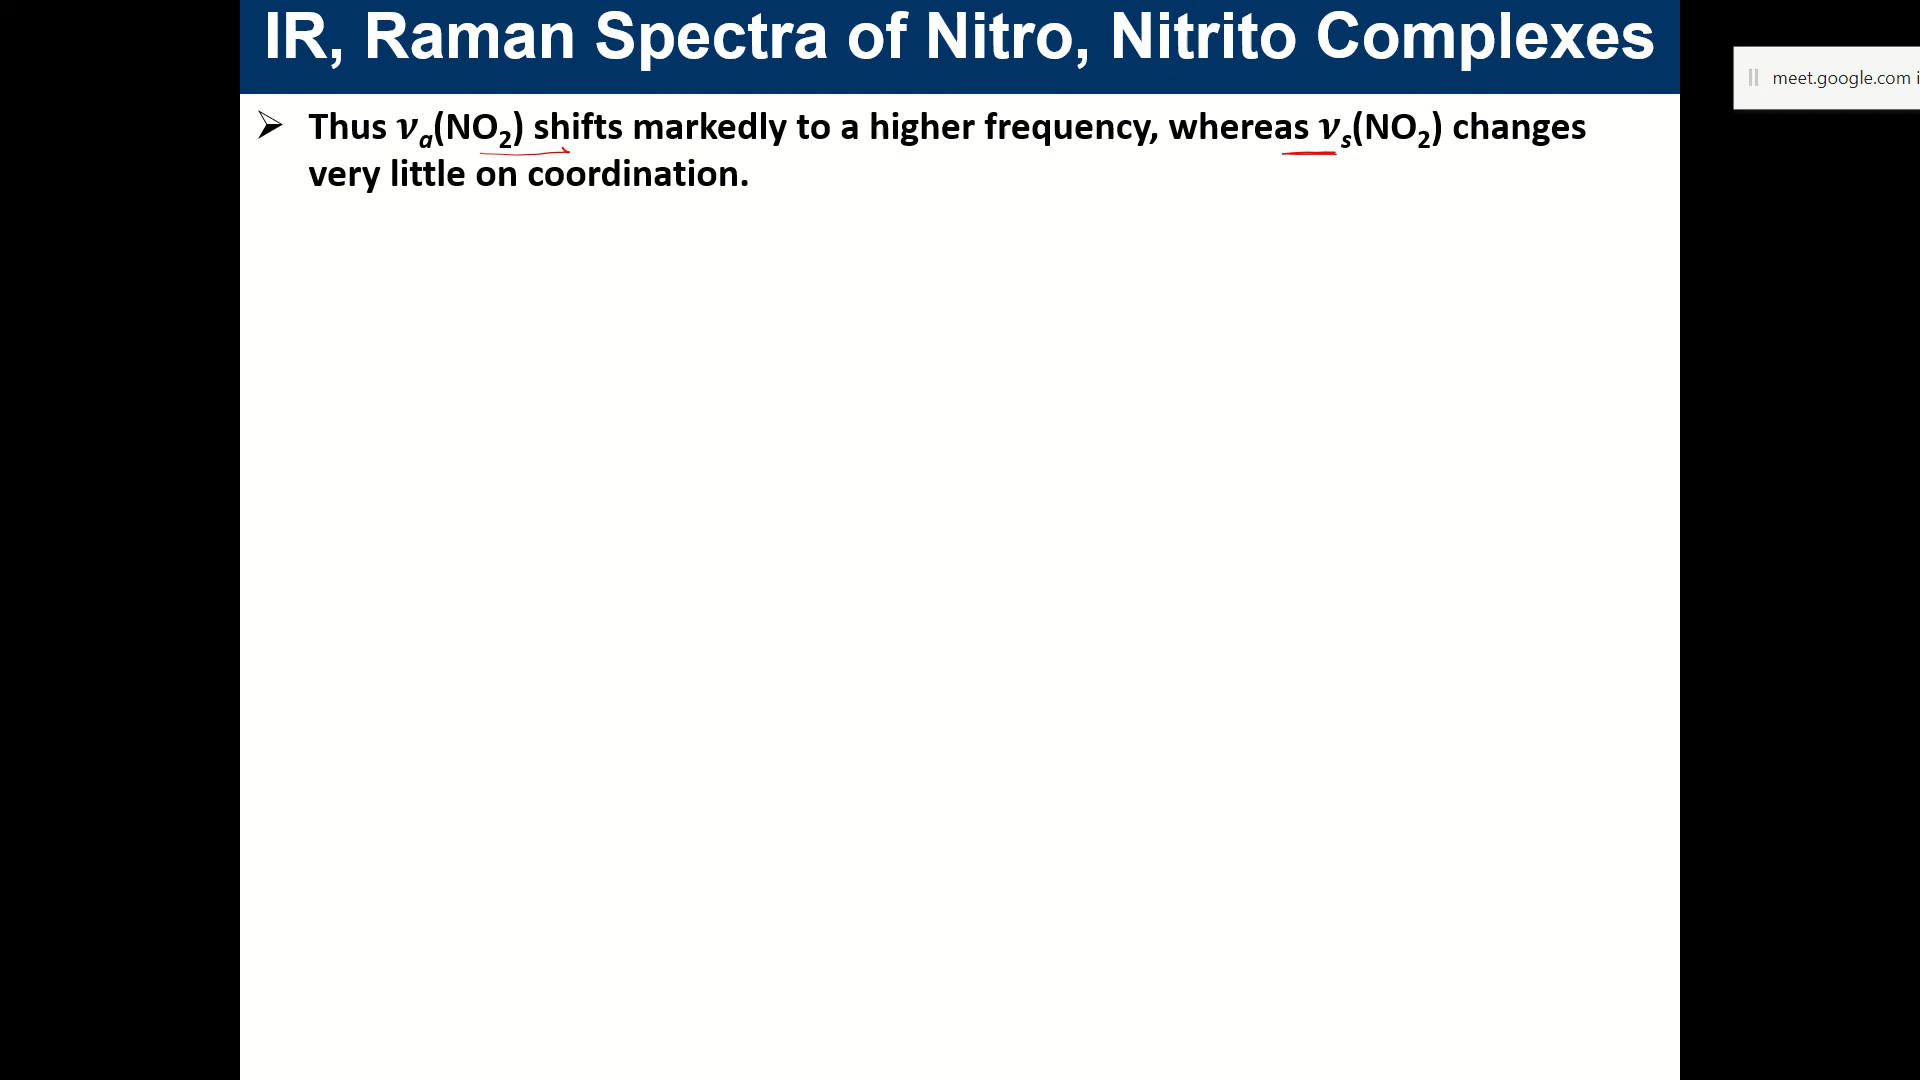 IR, Raman Spectra of Nitro, Nitrito Complexes
meet.google.com i
➢ Thus νa(NO2) shifts markedly to a higher frequency, whereas νs(NO2) changes
very little on coordination.